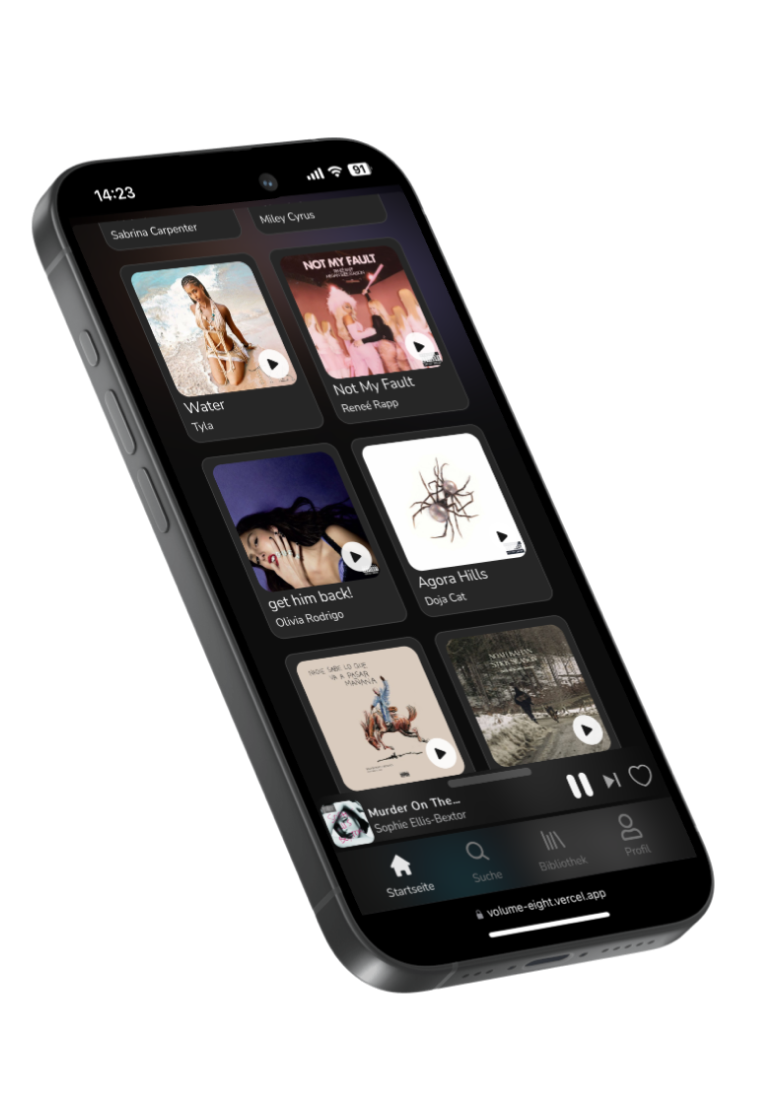 14:23
91
Sabrina Carpenter
Miley Cyrus
NOT MY FAULT
Water
Tyla
Not My Fault
Reneé Rapp
get him back!
Olivia Rodrigo
Agora Hills
Doja Cat
NADIE SABE LO QUE
VA A PASAR
MAÑANA
NOAH KAHAN
STICK SEASON
Murder On The...
Sophie Ellis-Bextor
Startseite
Suche
Bibliothek
Profil
volume-eight.vercel.app